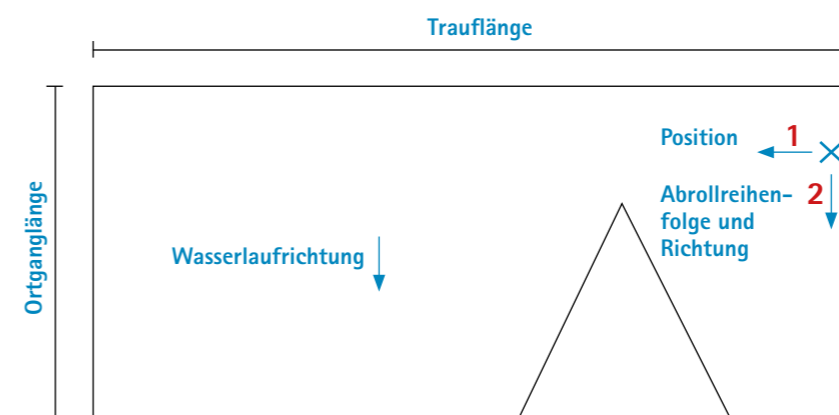 Trauflänge
Position 1
Abrollreihen- 2
folge und
Richtung
Ortganglänge
Wasserlaufrichtung